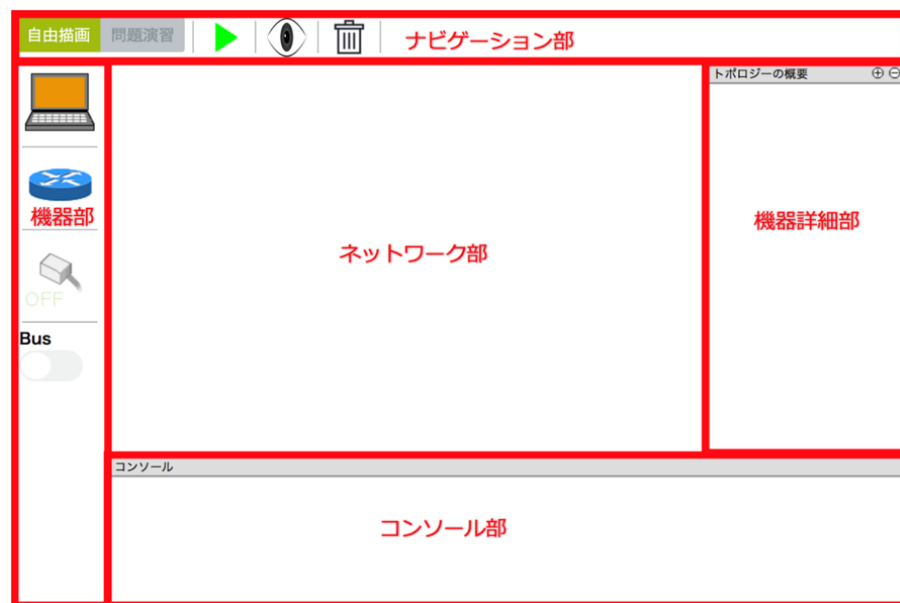 自由描画 問題演習 ナビゲーション部
トポロジーの概要
機器部
機器詳細部
ネットワーク部
OFF
Bus
コンソール
コンソール部